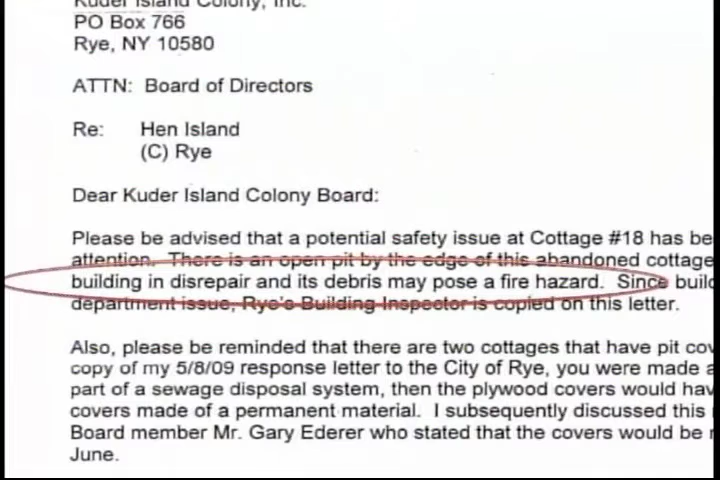 Kuder Island Colony, Inc.
PO Box 766
Rye, NY 10580
ATTN: Board of Directors
Re: Hen Island
(C) Rye
Dear Kuder Island Colony Board:
Please be advised that a potential safety issue at Cottage #18 has be
attention. There is an open pit by the edge of this abandoned cottage
building in disrepair and its debris may pose a fire hazard. Since build
department issue, Rye's Building Inspector is copied on this letter.
Also, please be reminded that there are two cottages that have pit cov
copy of my 5/8/09 response letter to the City of Rye, you were made a
part of a sewage disposal system, then the plywood covers would hav
covers made of a permanent material. I subsequently discussed this
Board member Mr. Gary Ederer who stated that the covers would be r
June.